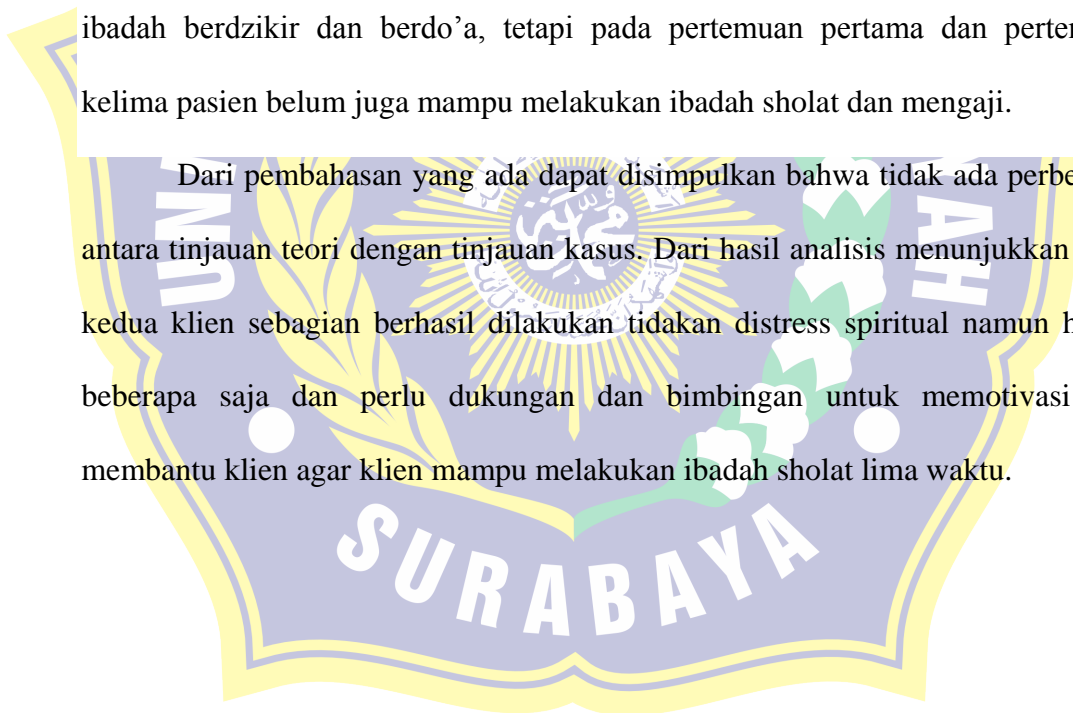 ibadah berdzikir dan berdo’a, tetapi pada pertemuan pertama dan
kelima pasien belum juga mampu melakukan ibadah sholat dan mengaji.
Dari pembahasan yang ada dapat disimpulkan bahwa tidak ada
antara tinjauan teori dengan tinjauan kasus. Dari hasil analisis menunjukkan
kedua klien sebagian berhasil dilakukan tidakan distress spiritual namun
beberapa saja dan perlu dukungan dan bimbingan untuk memotivasi
membantu klien agar klien mampu melakukan ibadah sholat lima waktu.
SURABAYA